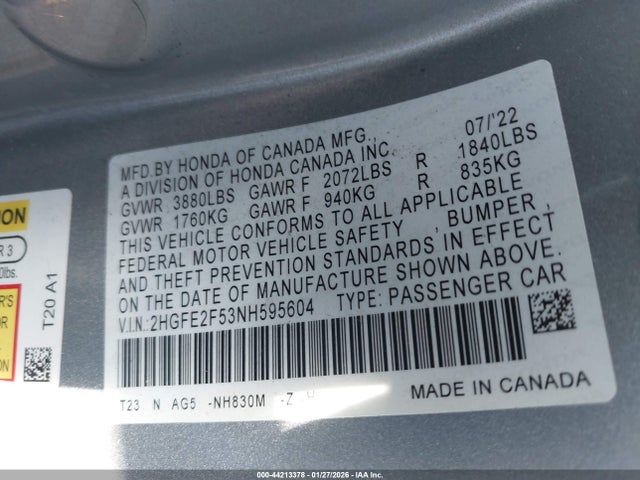 MFD.BY HONDA OF CANADA MFG., 07/'22
A DIVISION OF HONDA CANADA INC.
GVWR 3880LBS GAWR F 2072LBS R 1840LBS
GVWR 1760KG GAWR F 940KG R 835KG
THIS VEHICLE CONFORMS TO ALL APPLICABLE
FEDERAL MOTOR VEHICLE SAFETY , BUMPER ,
AND THEFT PREVENTION STANDARDS IN EFFECT
ON THE DATE OF MANUFACTURE SHOWN ABOVE.
V.I.N.:2HGFE2F53NH595604 TYPE: PASSENGER CAR
T23 N AG5 -NH830M -Z
MADE IN CANADA
T20 A1
000-44213378 | 01/27/2026 | IAA Inc.